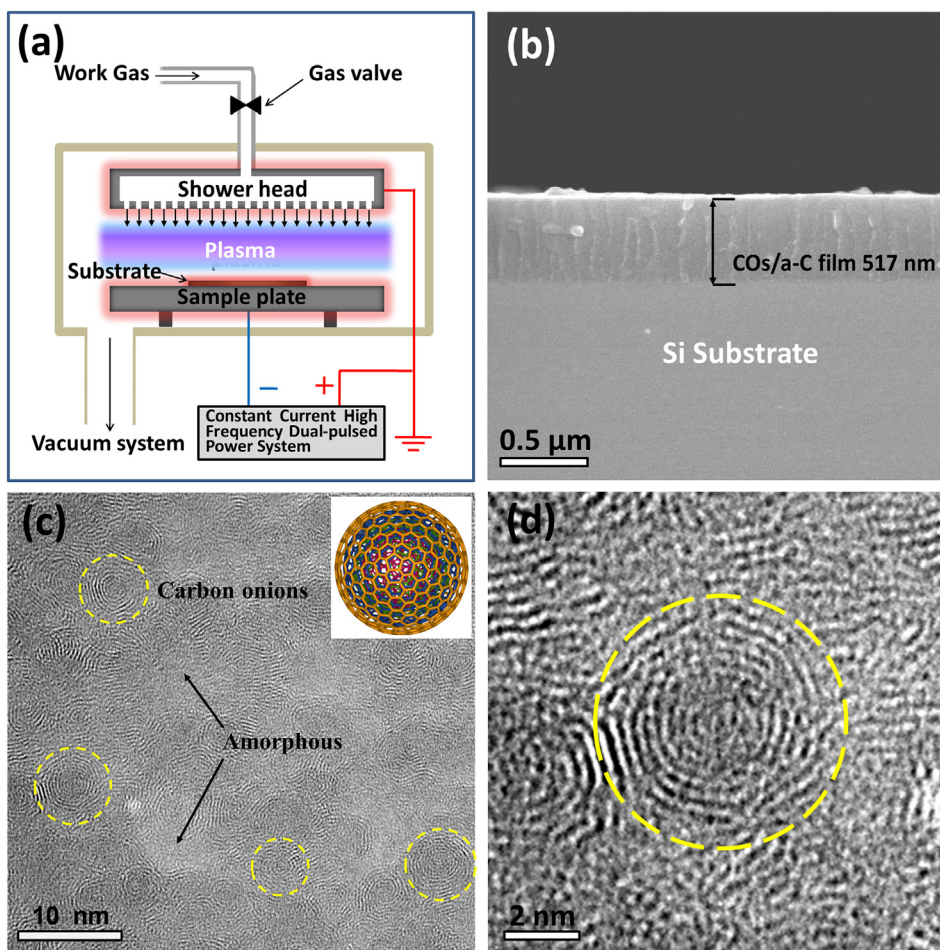 (a)
Work Gas
Gas valve
Shower head
Plasma
Substrate
Sample plate
−
+
Constant Current High
Frequency Dual-pulsed
Power System
Vacuum system
(b)
COs/a-C film 517 nm
Si Substrate
0.5 μm
(c)
Carbon onions
Amorphous
10 nm
(d)
2 nm